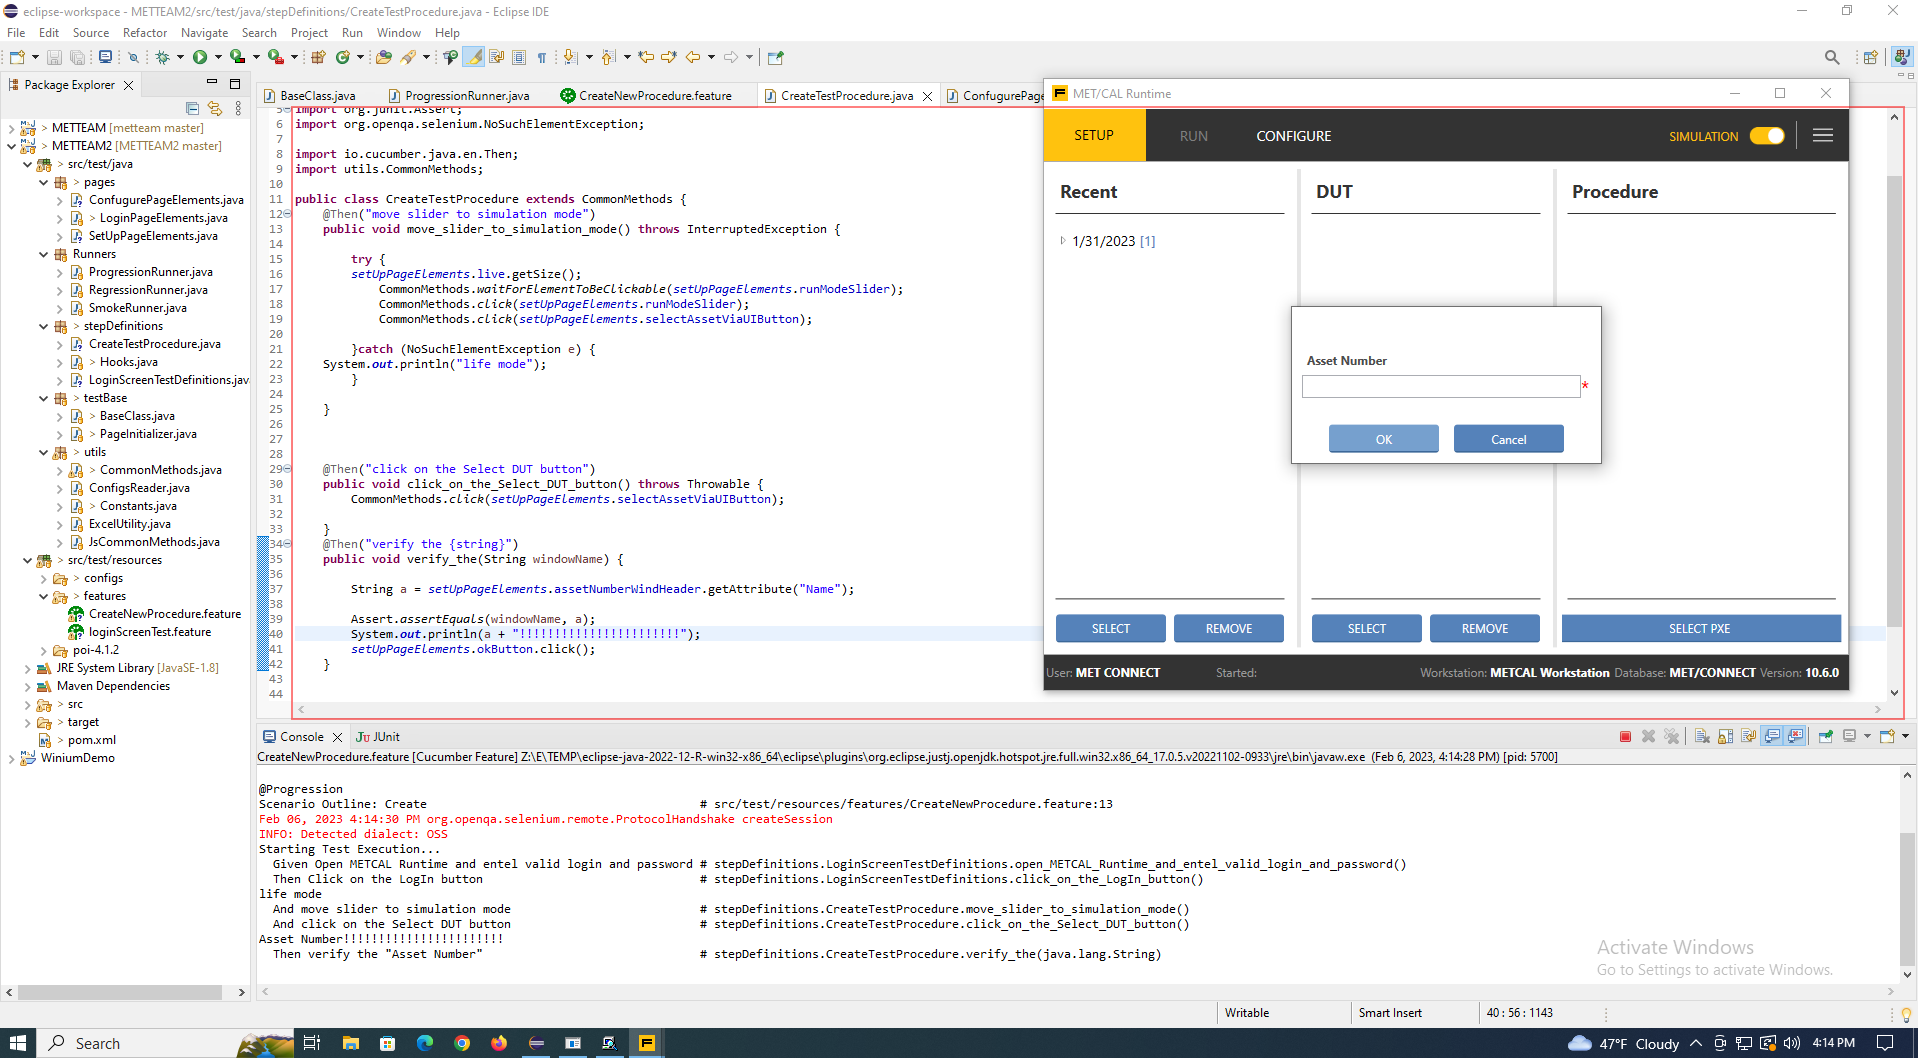 eclipse-workspace - METTEAM2/src/test/java/stepDefinitions/CreateTestProcedure.java - Eclipse IDE
File Edit Source Refactor Navigate Search Project Run Window Help
Package Explorer
> METTEAM [metteam master]
> METTEAM2 [METTEAM2 master]
> src/test/java
> pages
ConfugurePageElements.java
> LoginPageElements.java
SetUpPageElements.java
Runners
ProgressionRunner.java
RegressionRunner.java
SmokeRunner.java
> stepDefinitions
CreateTestProcedure.java
> Hooks.java
LoginScreenTestDefinitions.jav
> testBase
> BaseClass.java
> PageInitializer.java
> utils
> CommonMethods.java
ConfigsReader.java
> Constants.java
ExcelUtility.java
JsCommonMethods.java
> src/test/resources
> configs
> features
CreateNewProcedure.feature
loginScreenTest.feature
> poi-4.1.2
JRE System Library [JavaSE-1.8]
Maven Dependencies
> src
> target
> pom.xml
WiniumDemo
BaseClass.java ProgressionRunner.java CreateNewProcedure.feature CreateTestProcedure.java ConfugurePage
5 import org.junit.Assert;
6 import org.openqa.selenium.NoSuchElementException;
7
8 import io.cucumber.java.en.Then;
9 import utils.CommonMethods;
10
11 public class CreateTestProcedure extends CommonMethods {
12 @Then("move slider to simulation mode")
13 public void move_slider_to_simulation_mode() throws InterruptedException {
14
15 try {
16 setUpPageElements.live.getSize();
17 CommonMethods.waitForElementToBeClickable(setUpPageElements.runModeSlider);
18 CommonMethods.click(setUpPageElements.runModeSlider);
19 CommonMethods.click(setUpPageElements.selectAssetViaUIButton);
20
21 }catch (NoSuchElementException e) {
22 System.out.println("life mode");
23 }
24
25 }
26
27
28
29 @Then("click on the Select DUT button")
30 public void click_on_the_Select_DUT_button() throws Throwable {
31 CommonMethods.click(setUpPageElements.selectAssetViaUIButton);
32
33 }
34 @Then("verify the {string}")
35 public void verify_the(String windowName) {
36
37 String a = setUpPageElements.assetNumberWindHeader.getAttribute("Name");
38
39 Assert.assertEquals(windowName, a);
40 System.out.println(a + "!!!!!!!!!!!!!!!!!!!!!!!");
41 setUpPageElements.okButton.click();
42 }
43
44
MET/CAL Runtime
SETUP RUN CONFIGURE SIMULATION
Recent DUT Procedure
1/31/2023 [1]
Asset Number
*
OK Cancel
SELECT REMOVE SELECT REMOVE SELECT PXE
User: MET CONNECT Started: Workstation: METCAL Workstation Database: MET/CONNECT Version: 10.6.0
Console JUnit
CreateNewProcedure.feature [Cucumber Feature] Z:\E\TEMP\eclipse-java-2022-12-R-win32-x86_64\eclipse\plugins\org.eclipse.justj.openjdk.hotspot.jre.full.win32.x86_64_17.0.5.v20221102-0933\jre\bin\javaw.exe (Feb 6, 2023, 4:14:28 PM) [pid: 5700]
@Progression
Scenario Outline: Create # src/test/resources/features/CreateNewProcedure.feature:13
Feb 06, 2023 4:14:30 PM org.openqa.selenium.remote.ProtocolHandshake createSession
INFO: Detected dialect: OSS
Starting Test Execution...
Given Open METCAL Runtime and entel valid login and password # stepDefinitions.LoginScreenTestDefinitions.open_METCAL_Runtime_and_entel_valid_login_and_password()
Then Click on the LogIn button # stepDefinitions.LoginScreenTestDefinitions.click_on_the_LogIn_button()
life mode
And move slider to simulation mode # stepDefinitions.CreateTestProcedure.move_slider_to_simulation_mode()
And click on the Select DUT button # stepDefinitions.CreateTestProcedure.click_on_the_Select_DUT_button()
Asset Number!!!!!!!!!!!!!!!!!!!!!!!
Then verify the "Asset Number" # stepDefinitions.CreateTestProcedure.verify_the(java.lang.String)
Activate Windows
Go to Settings to activate Windows.
Writable Smart Insert 40 : 56 : 1143
Search 47°F Cloudy 4:14 PM